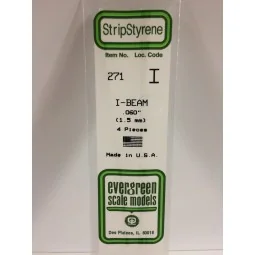 StripStyrene
Item No. Loc. Code
271 I
I-BEAM
.060"
(1.5 mm)
4 Pieces
Made in U.S.A.
evergreen
scale models
Des Plaines, IL 60018